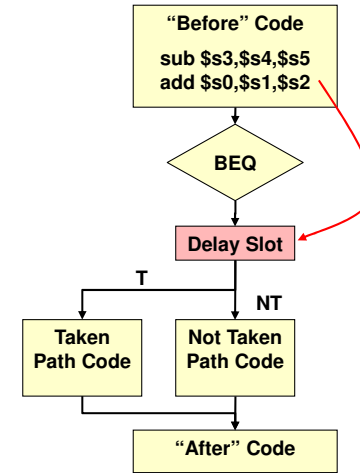 “Before” Code
sub $s3,$s4,$s5
add $s0,$s1,$s2
BEQ
Delay Slot
T
NT
Taken
Path Code
Not Taken
Path Code
“After” Code